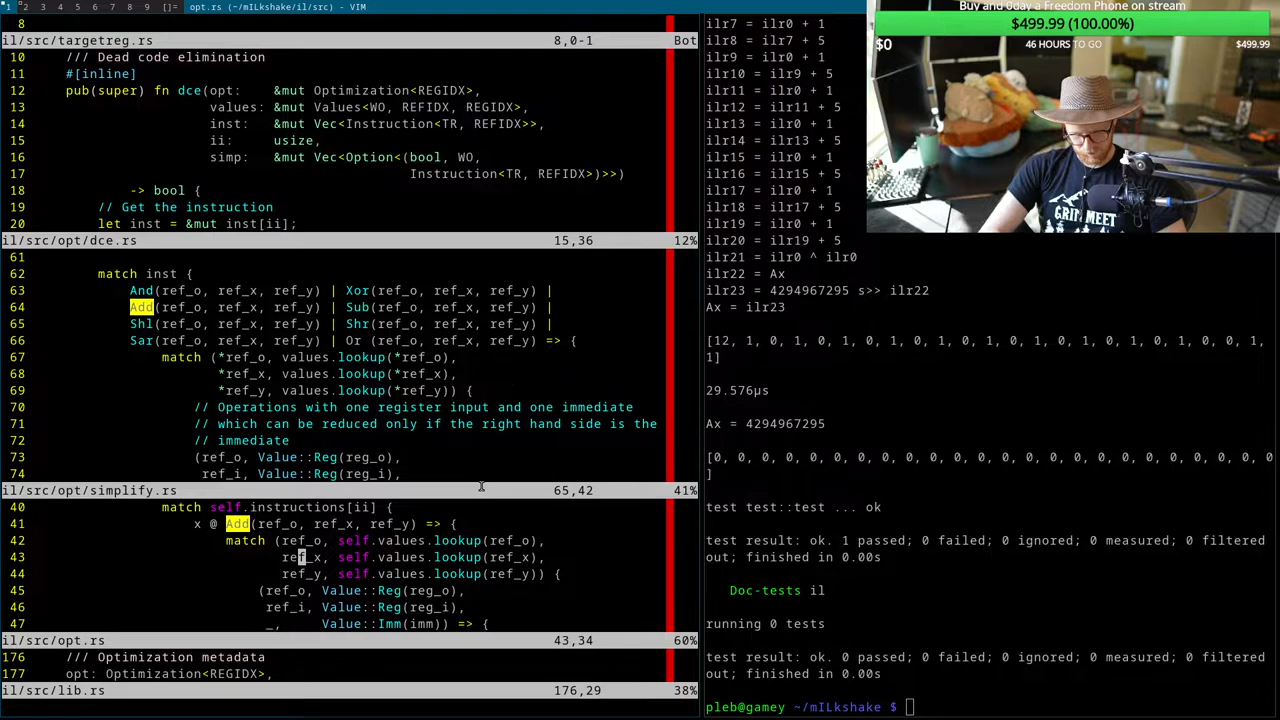 1 2 3 4 5 6 7 8 9 []= opt.rs (~/mILkshake/il/src) - VIM
8
il/src/targetreg.rs 8,0-1 Bot
10 /// Dead code elimination
11 #[inline]
12 pub(super) fn dce(opt: &mut Optimization<REGIDX>,
13 values: &mut Values<WO, REFIDX, REGIDX>,
14 inst: &mut Vec<Instruction<TR, REFIDX>>,
15 ii: usize,
16 simp: &mut Vec<Option<(bool, WO,
17 Instruction<TR, REFIDX>)>>)
18 -> bool {
19 // Get the instruction
20 let inst = &mut inst[ii];
il/src/opt/dce.rs 15,36 12%
61
62 match inst {
63 And(ref_o, ref_x, ref_y) | Xor(ref_o, ref_x, ref_y) |
64 Add(ref_o, ref_x, ref_y) | Sub(ref_o, ref_x, ref_y) |
65 Shl(ref_o, ref_x, ref_y) | Shr(ref_o, ref_x, ref_y) |
66 Sar(ref_o, ref_x, ref_y) | Or (ref_o, ref_x, ref_y) => {
67 match (*ref_o, values.lookup(*ref_o),
68 *ref_x, values.lookup(*ref_x),
69 *ref_y, values.lookup(*ref_y)) {
70 // Operations with one register input and one immediate
71 // which can be reduced only if the right hand side is the
72 // immediate
73 (ref_o, Value::Reg(reg_o),
74 ref_i, Value::Reg(reg_i),
il/src/opt/simplify.rs 65,42 41%
40 match self.instructions[ii] {
41 x @ Add(ref_o, ref_x, ref_y) => {
42 match (ref_o, self.values.lookup(ref_o),
43 ref_x, self.values.lookup(ref_x),
44 ref_y, self.values.lookup(ref_y)) {
45 (ref_o, Value::Reg(reg_o),
46 ref_i, Value::Reg(reg_i),
47 _, Value::Imm(imm)) => {
il/src/opt.rs 43,34 60%
176 /// Optimization metadata
177 opt: Optimization<REGIDX>,
il/src/lib.rs 176,29 38%
ilr7 = ilr0 + 1
ilr8 = ilr7 + 5
ilr9 = ilr0 + 1
ilr10 = ilr9 + 5
ilr11 = ilr0 + 1
ilr12 = ilr11 + 5
ilr13 = ilr0 + 1
ilr14 = ilr13 + 5
ilr15 = ilr0 + 1
ilr16 = ilr15 + 5
ilr17 = ilr0 + 1
ilr18 = ilr17 + 5
ilr19 = ilr0 + 1
ilr20 = ilr19 + 5
ilr21 = ilr0 ^ ilr0
ilr22 = Ax
ilr23 = 4294967295 s>> ilr22
Ax = ilr23
[12, 1, 0, 1, 0, 1, 0, 1, 0, 1, 0, 1, 0, 1, 0, 1, 0, 0, 1,
1]
29.576µs
Ax = 4294967295
[0, 0, 0, 0, 0, 0, 0, 0, 0, 0, 0, 0, 0, 0, 0, 0, 0, 0, 0, 0
]
test test::test ... ok
test result: ok. 1 passed; 0 failed; 0 ignored; 0 measured; 0 filtered
out; finished in 0.00s
Doc-tests il
running 0 tests
test result: ok. 0 passed; 0 failed; 0 ignored; 0 measured; 0 filtered
out; finished in 0.00s
pleb@gamey ~/mILkshake $
Buy and 0day a Freedom Phone on stream
$499.99 (100.00%)
$0 46 HOURS TO GO $499.99